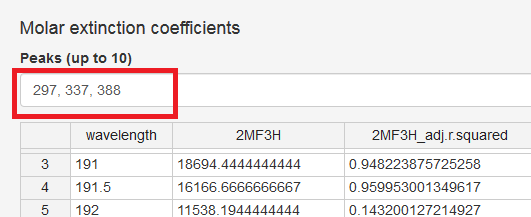 Molar extinction coefficients
Peaks (up to 10)
297, 337, 388
wavelength 2MF3H 2MF3H_adj.r.squared
3 191 18694.4444444444 0.948223875725258
4 191.5 16166.6666666667 0.959953001349617
5 192 11538.1944444444 0.143200127214927